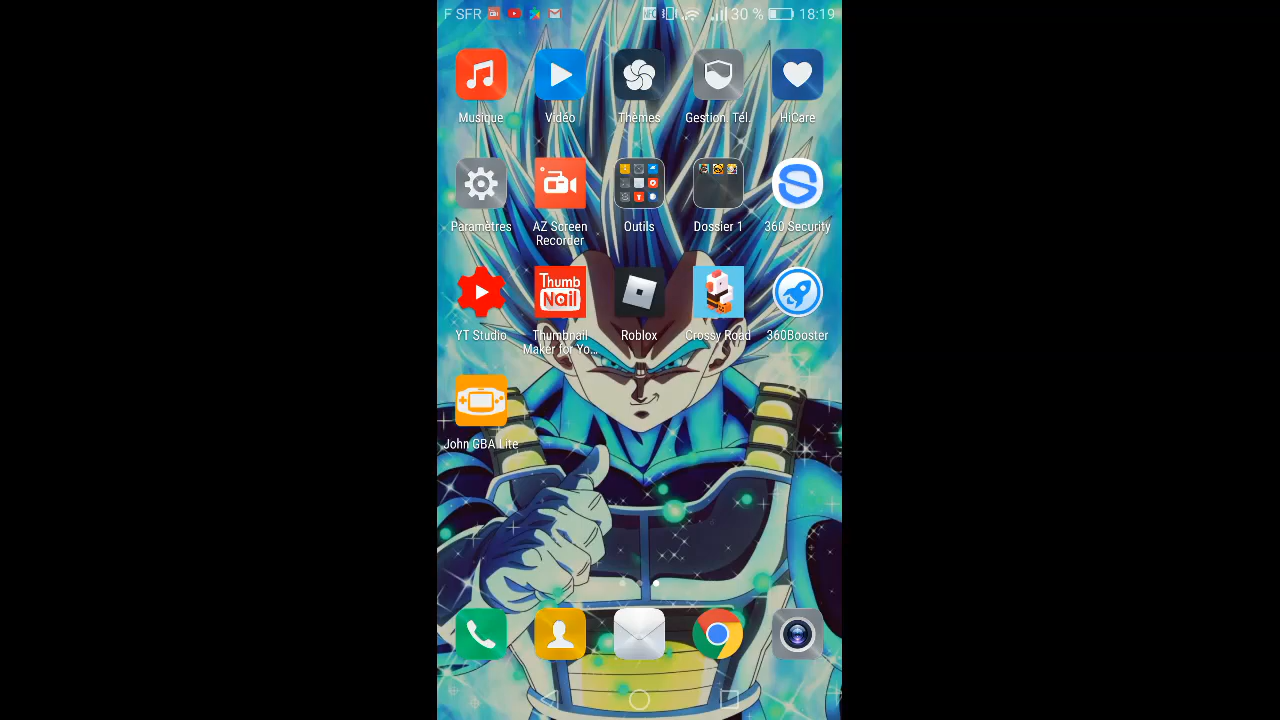 F SFR
NFC 30 % 18:19
Musique Vidéo Thèmes Gestion. Tél. HiCare
Paramètres AZ Screen Outils Dossier 1 360 Security
Recorder
Thumb
Nail
YT Studio Thumbnail Roblox Crossy Road 360Booster
Maker for Yo...
John GBA Lite